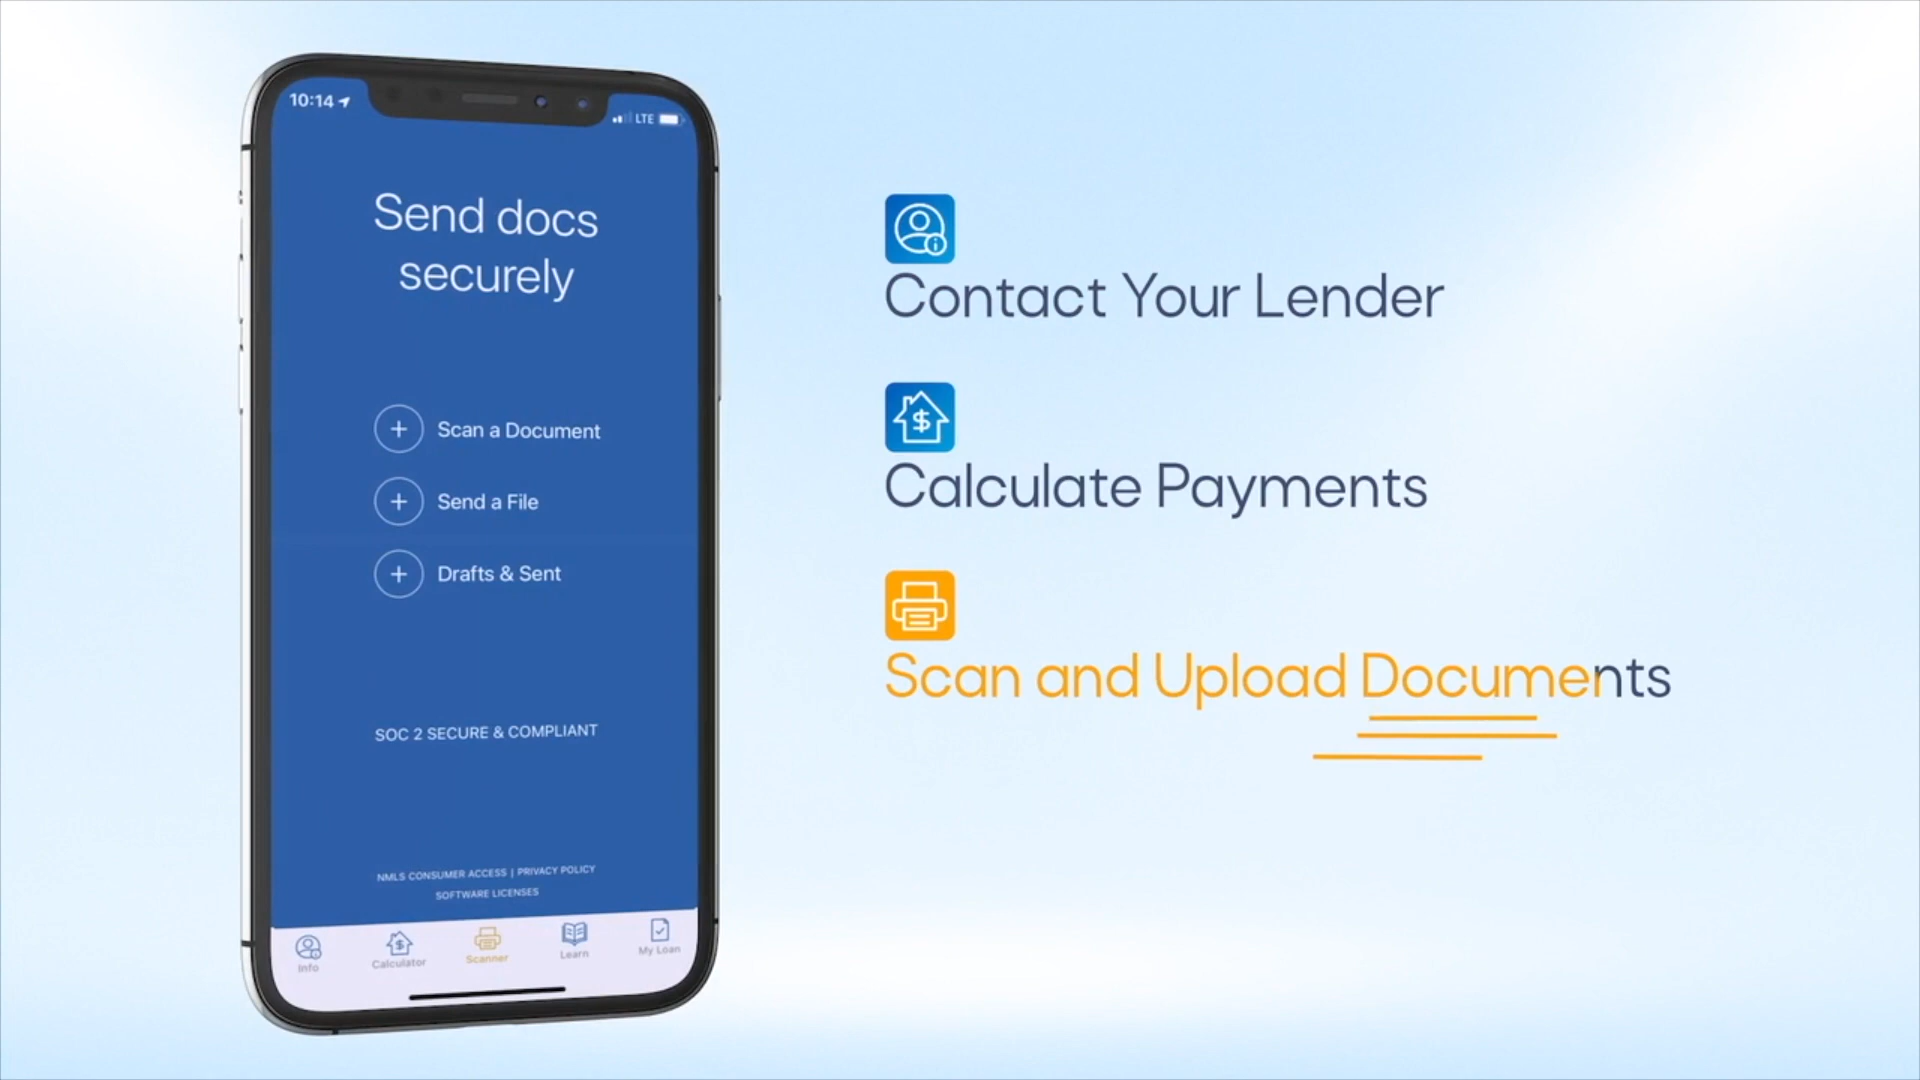 10:14
LTE
Send docs
securely
Scan a Document
Send a File
Drafts & Sent
SOC 2 SECURE & COMPLIANT
NMLS CONSUMER ACCESS | PRIVACY POLICY
SOFTWARE LICENSES
Info
Calculator
Scanner
Learn
My Loan
Contact Your Lender
Calculate Payments
Scan and Upload Documents